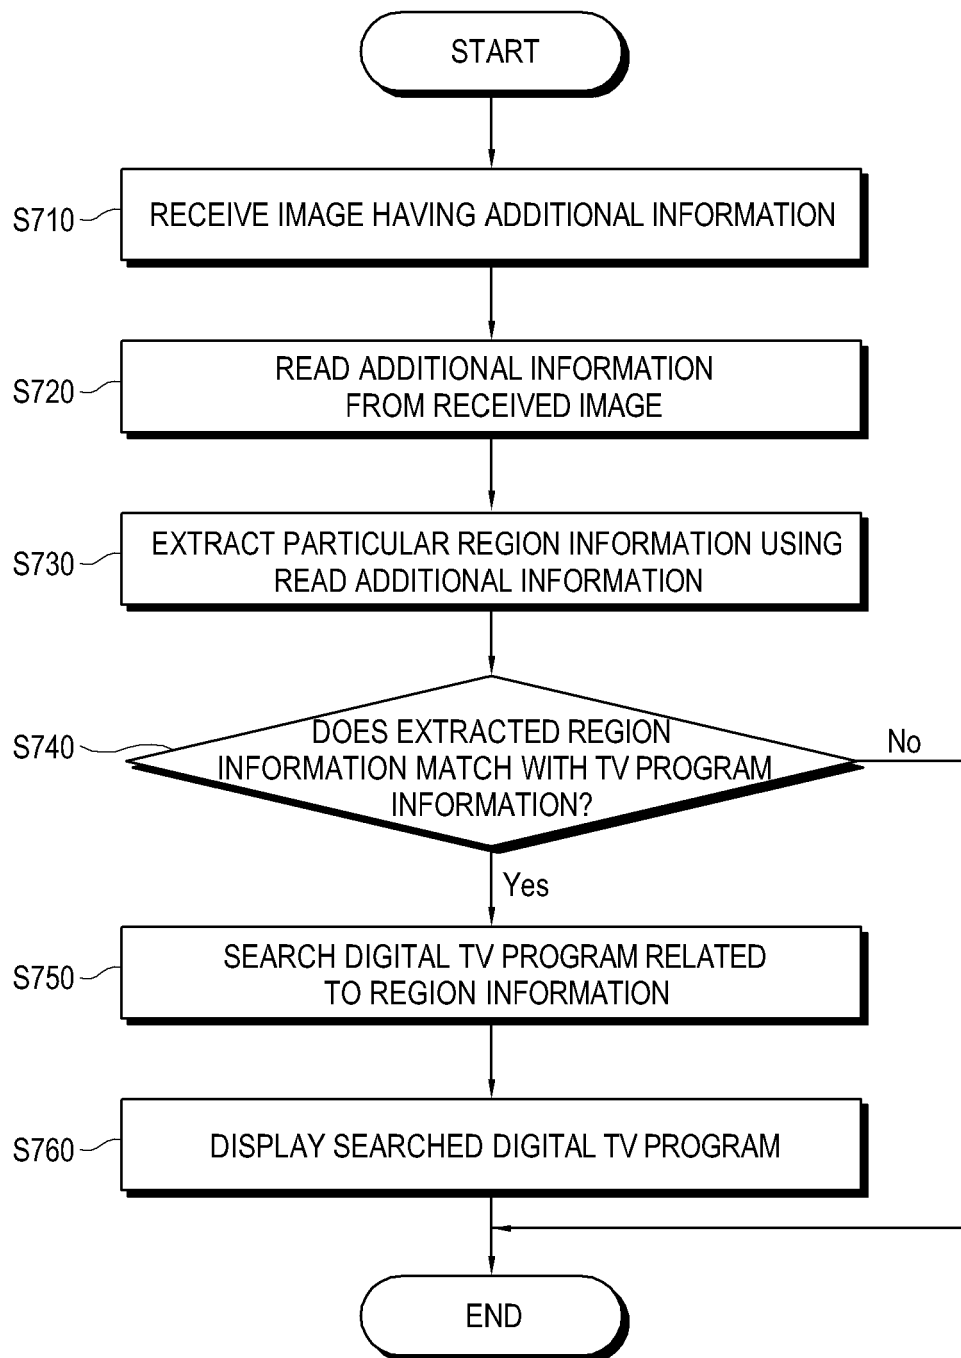 START
S710
RECEIVE IMAGE HAVING ADDITIONAL INFORMATION
S720
READ ADDITIONAL INFORMATION
FROM RECEIVED IMAGE
S730
EXTRACT PARTICULAR REGION INFORMATION USING
READ ADDITIONAL INFORMATION
S740
DOES EXTRACTED REGION
INFORMATION MATCH WITH TV PROGRAM
INFORMATION?
No
Yes
S750
SEARCH DIGITAL TV PROGRAM RELATED
TO REGION INFORMATION
S760
DISPLAY SEARCHED DIGITAL TV PROGRAM
END